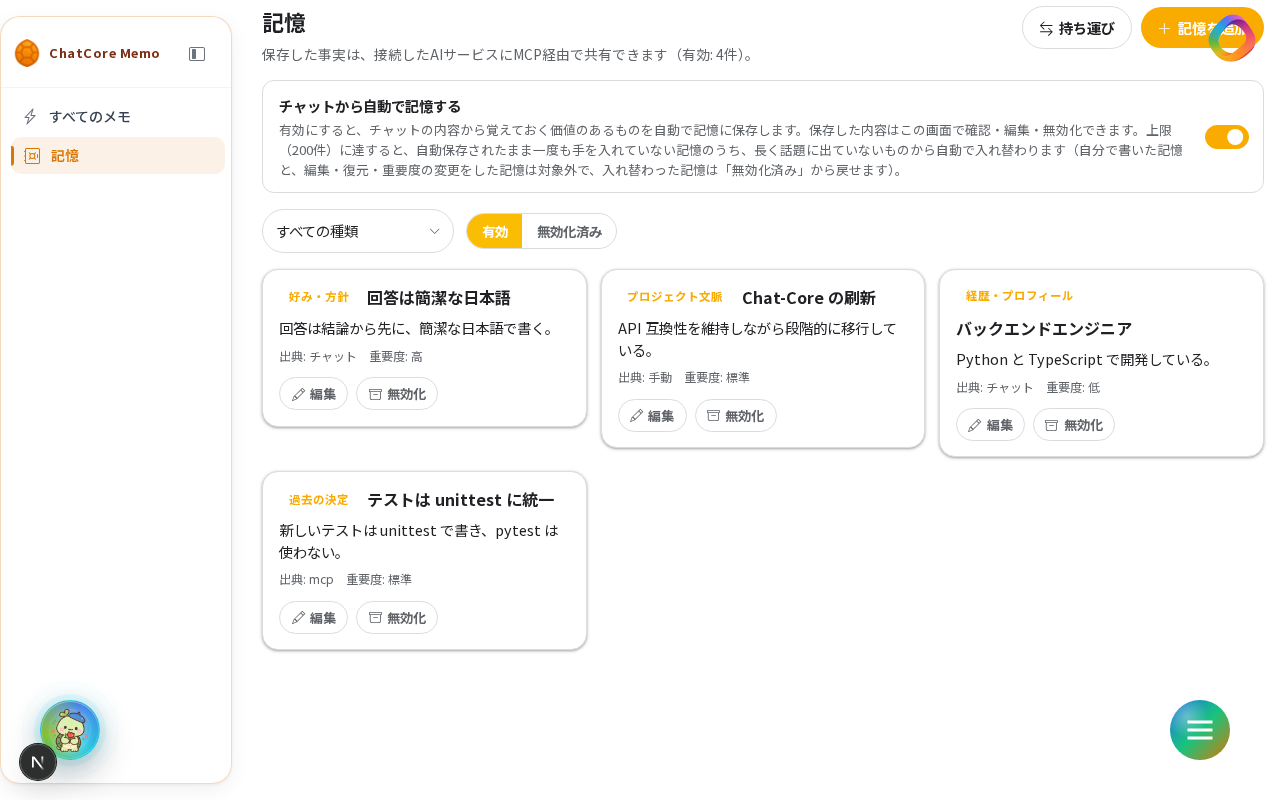 ChatCore Memo
すべてのメモ
記憶
記憶
保存した事実は、接続したAIサービスにMCP経由で共有できます（有効: 4件）。
持ち運び
記憶を追加
チャットから自動で記憶する
有効にすると、チャットの内容から覚えておく価値のあるものを自動で記憶に保存します。保存した内容はこの画面で確認・編集・無効化できます。上限
（200件）に達すると、自動保存されたまま一度も手を入れていない記憶のうち、長く話題に出ていないものから自動で入れ替わります（自分で書いた記憶
と、編集・復元・重要度の変更をした記憶は対象外で、入れ替わった記憶は「無効化済み」から戻せます）。
すべての種類
有効
無効化済み
好み・方針 回答は簡潔な日本語
回答は結論から先に、簡潔な日本語で書く。
出典: チャット 重要度: 高
編集 無効化
プロジェクト文脈 Chat-Core の刷新
API 互換性を維持しながら段階的に移行して
いる。
出典: 手動 重要度: 標準
編集 無効化
経歴・プロフィール
バックエンドエンジニア
Python と TypeScript で開発している。
出典: チャット 重要度: 低
編集 無効化
過去の決定 テストは unittest に統一
新しいテストは unittest で書き、pytest は
使わない。
出典: mcp 重要度: 標準
編集 無効化
N